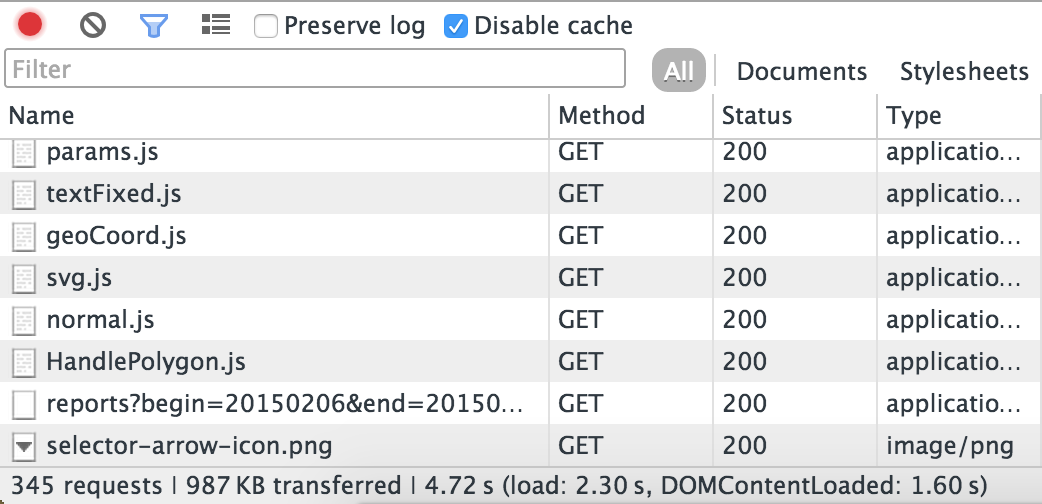 Preserve log Disable cache
Filter All Documents Stylesheets
Name Method Status Type
params.js GET 200 applicatio...
textFixed.js GET 200 applicatio...
geoCoord.js GET 200 applicatio...
svg.js GET 200 applicatio...
normal.js GET 200 applicatio...
HandlePolygon.js GET 200 applicatio...
reports?begin=20150206&end=20150... GET 200 applicatio...
selector-arrow-icon.png GET 200 image/png
345 requests | 987 KB transferred | 4.72 s (load: 2.30 s, DOMContentLoaded: 1.60 s)